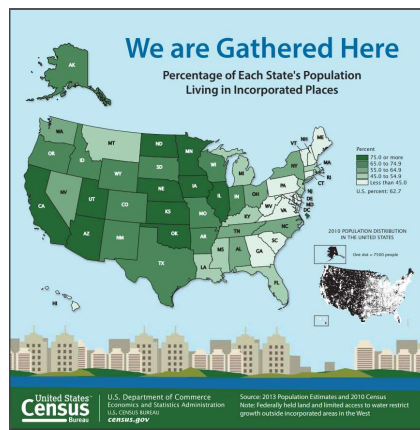 We are Gathered Here
Percentage of Each State's Population
Living in Incorporated Places
AK
WA
OR
CA
NV
ID
MT
WY
UT
AZ
CO
NM
ND
SD
NE
KS
OK
TX
MN
IA
MO
AR
LA
WI
IL
MI
IN
OH
KY
TN
MS
AL
GA
FL
SC
NC
VA
WV
PA
NY
VT
NH
ME
MA
RI
CT
NJ
DE
MD
DC
HI
Percent
75.0 or more
65.0 to 74.9
55.0 to 64.9
45.0 to 54.9
Less than 45.0
U.S. percent: 62.7
2010 POPULATION DISTRIBUTION
IN THE UNITED STATES
One dot = 7500 people
United States™
Census
Bureau
U.S. Department of Commerce
Economics and Statistics Administration
U.S. CENSUS BUREAU
census.gov
Source: 2013 Population Estimates and 2010 Census
Note: Federally held land and limited access to water restrict
growth outside incorporated areas in the West